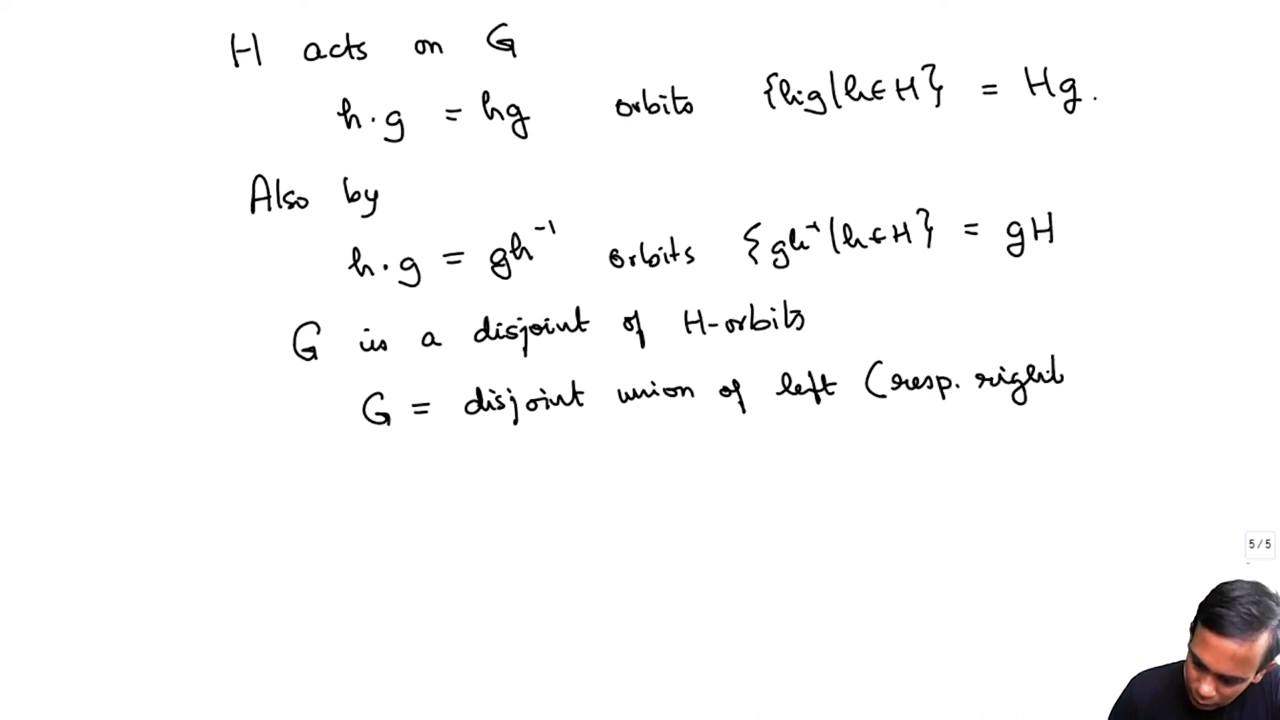 H acts on G
h·g = hg orbits {hg|h∈H} = Hg.
Also by
h·g = gh⁻¹ orbits {gh⁻¹|h∈H} = gH
G is a disjoint of H-orbits
G = disjoint union of left (resp. right
5/5